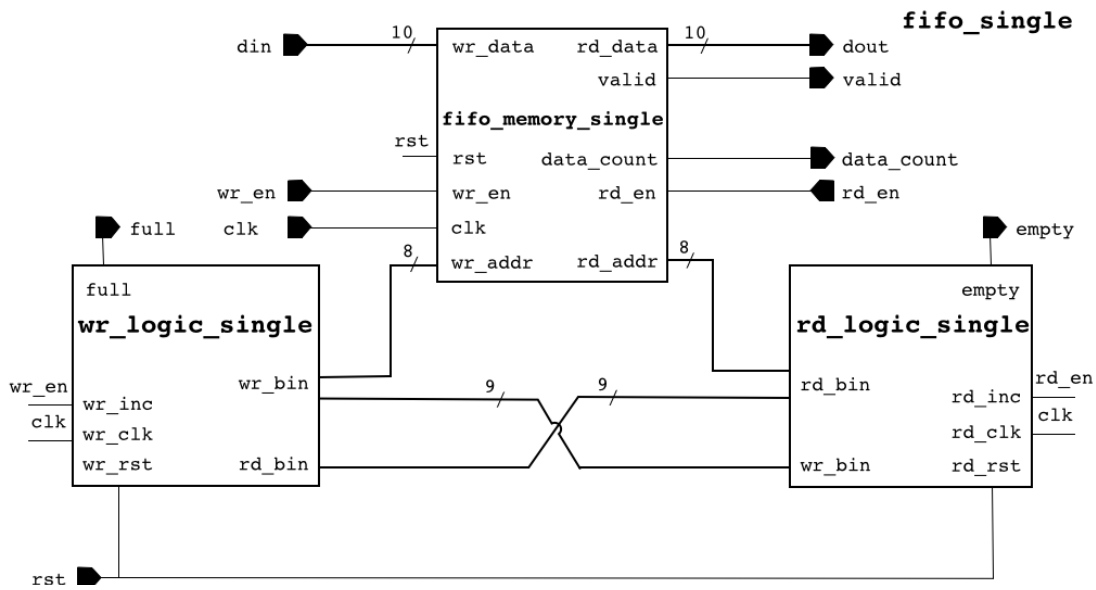 fifo_single
din 10 wr_data rd_data 10 dout
valid valid
fifo_memory_single
rst rst data_count data_count
wr_en wr_en rd_en rd_en
full clk clk empty
8 wr_addr rd_addr 8
full empty
wr_logic_single rd_logic_single
wr_en wr_bin 9 9 rd_bin rd_en
wr_inc rd_inc
clk wr_clk rd_clk clk
wr_rst rd_bin wr_bin rd_rst
rst